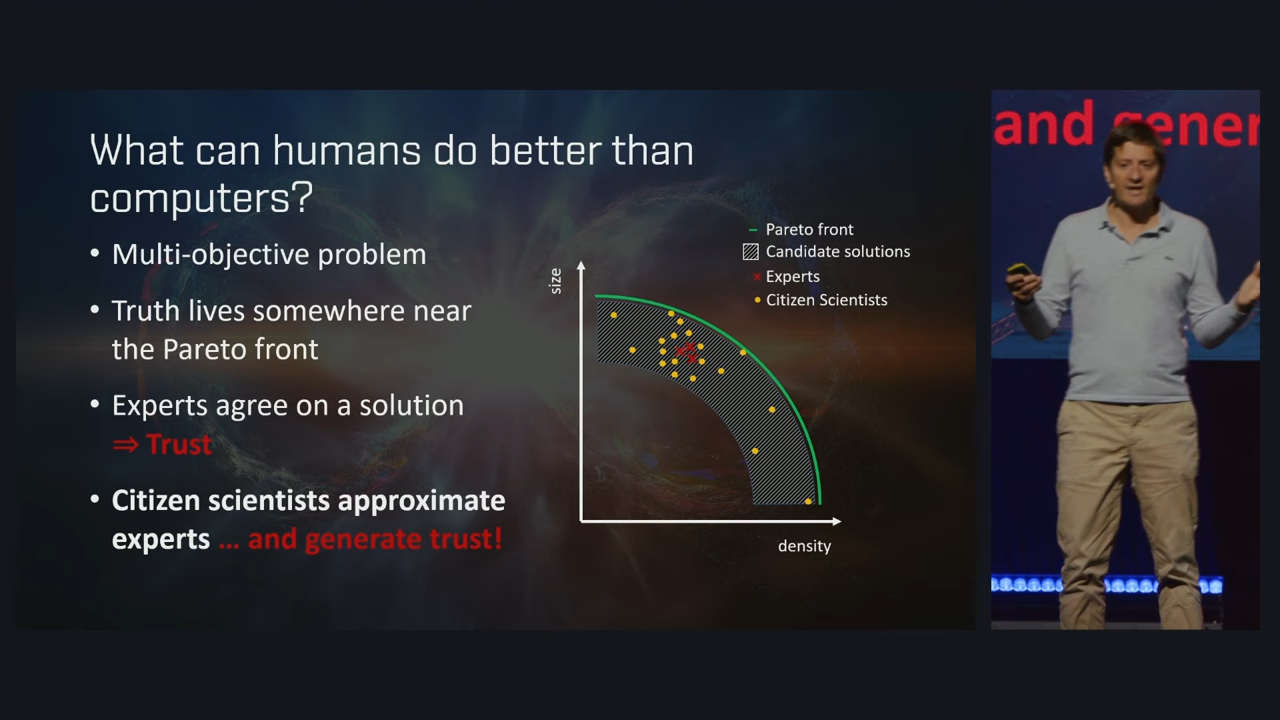 What can humans do better than
computers?
• Multi-objective problem
• Truth lives somewhere near
the Pareto front
• Experts agree on a solution
⇒ Trust
• Citizen scientists approximate
experts ... and generate trust!
Pareto front
Candidate solutions
Experts
Citizen Scientists
size
density
and gener